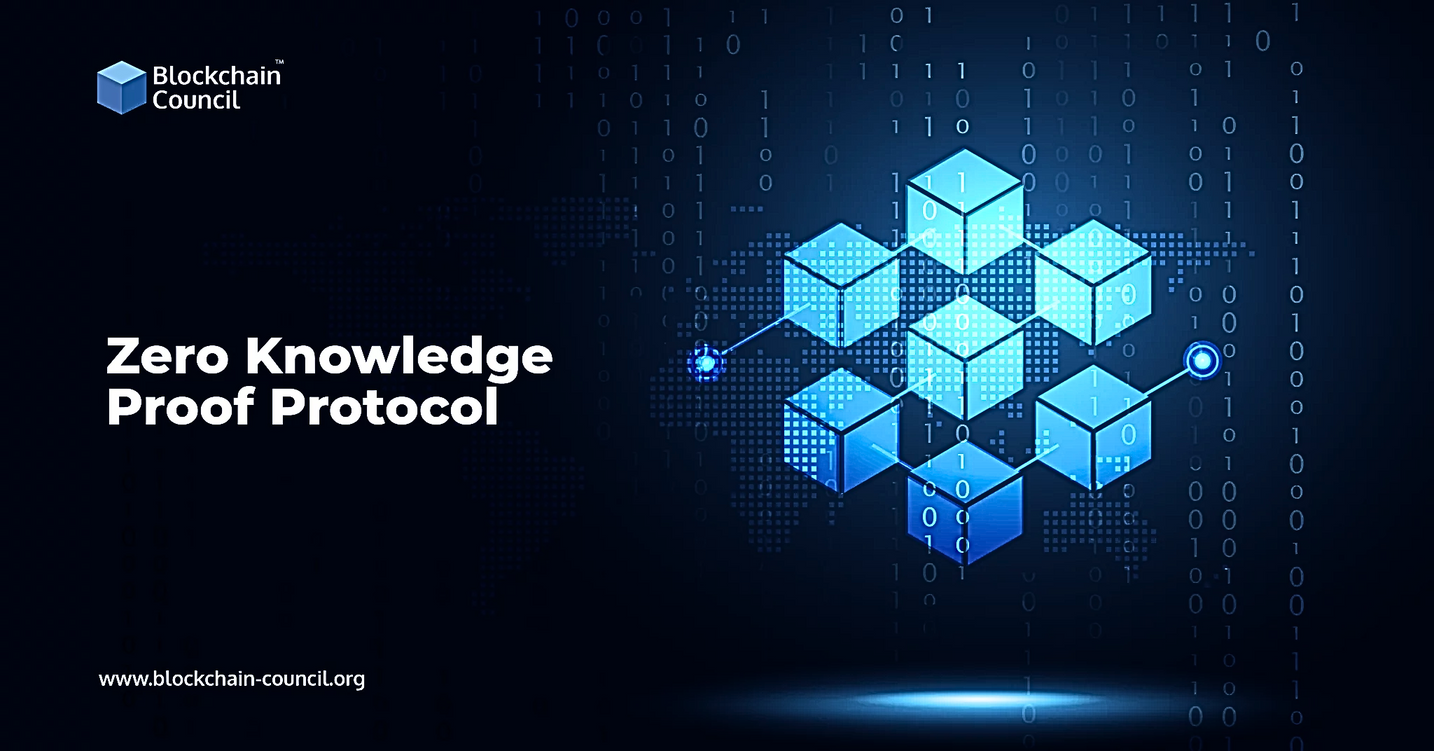 Blockchain™
Council
Zero Knowledge
Proof Protocol
www.blockchain-council.org